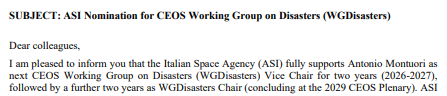 SUBJECT: ASI Nomination for CEOS Working Group on Disasters (WGDisasters)
Dear colleagues,
I am pleased to inform you that the Italian Space Agency (ASI) fully supports Antonio Montuori as
next CEOS Working Group on Disasters (WGDisasters) Vice Chair for two years (2026-2027),
followed by a further two years as WGDisasters Chair (concluding at the 2029 CEOS Plenary). ASI